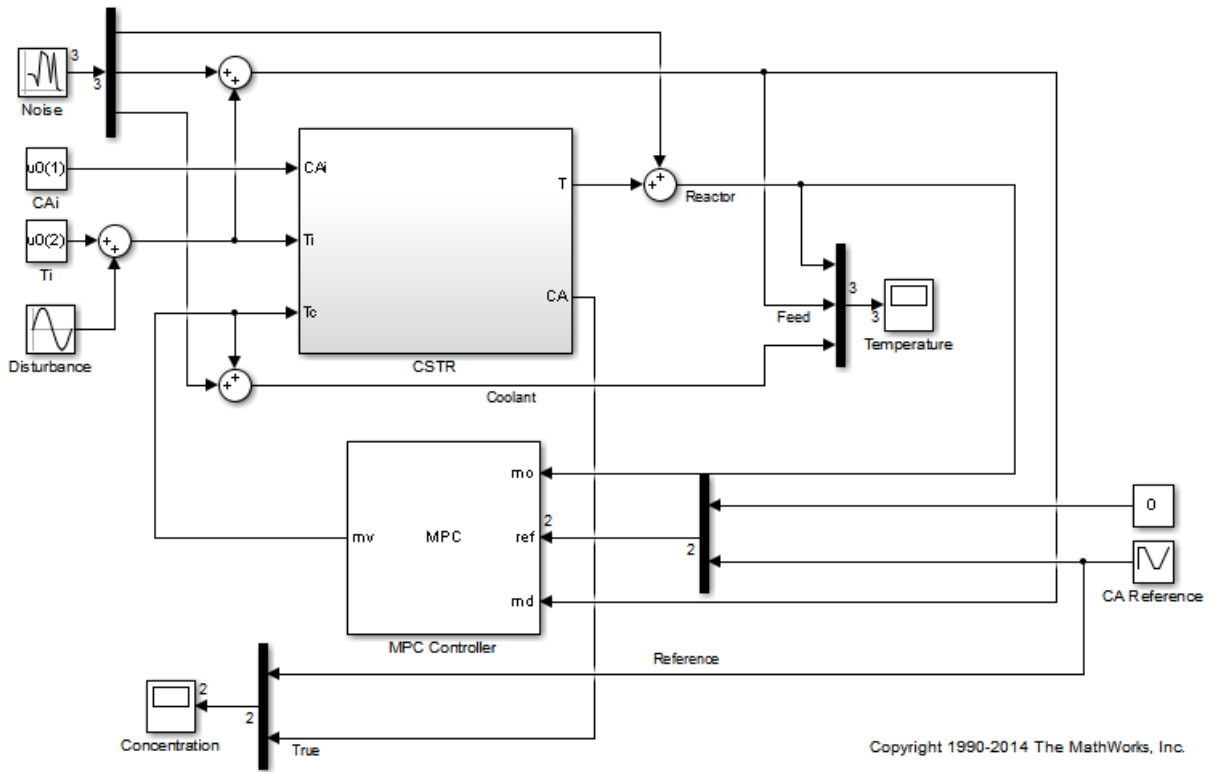 3
3
Noise
+
+
u0(1)
CAi
CAi
T
+
+
Reactor
u0(2)
+
+
Ti
Ti
CA
Disturbance
Tc
CSTR
+
+
Coolant
Feed
3
3
Temperature
mo
mv
MPC
ref
2
2
md
MPC Controller
0
CA Reference
Reference
2
2
Concentration
True
Copyright 1990-2014 The MathWorks, Inc.